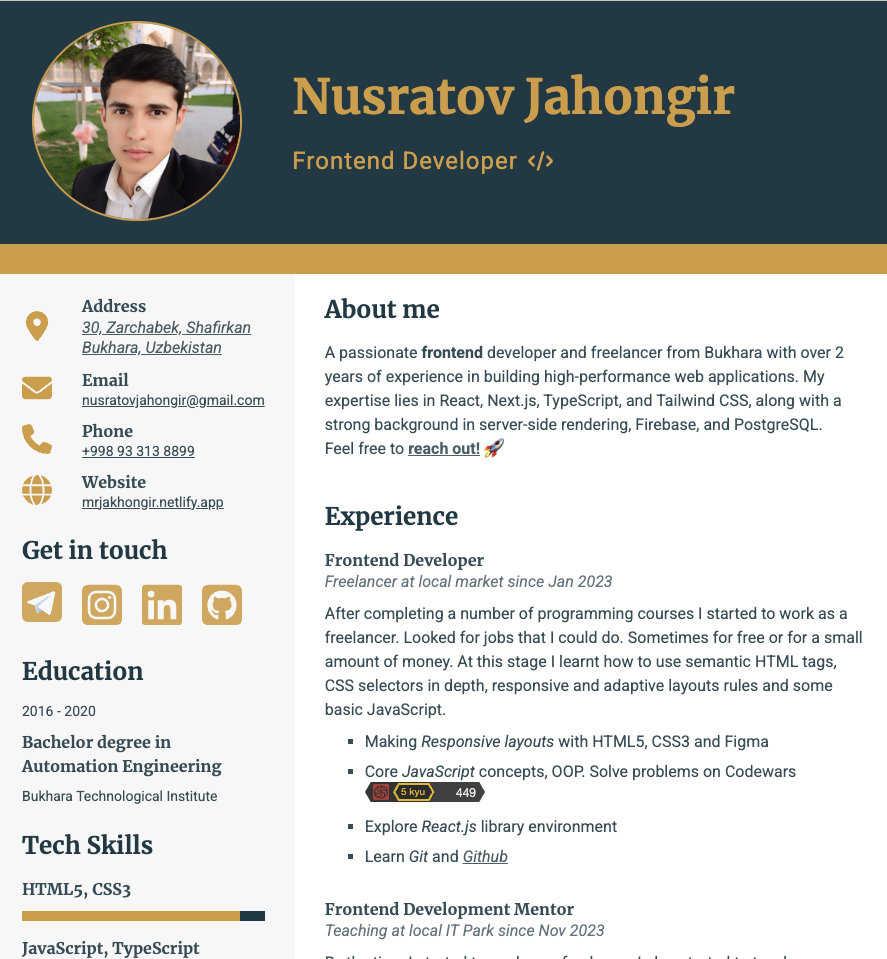 Nusratov Jahongir
Frontend Developer </>
Address
30, Zarchabek, Shafirkan
Bukhara, Uzbekistan
Email
nusratovjahongir@gmail.com
Phone
+998 93 313 8899
Website
mrjakhongir.netlify.app
Get in touch
Education
2016 - 2020
Bachelor degree in
Automation Engineering
Bukhara Technological Institute
Tech Skills
HTML5, CSS3
JavaScript, TypeScript
About me
A passionate frontend developer and freelancer from Bukhara with over 2
years of experience in building high-performance web applications. My
expertise lies in React, Next.js, TypeScript, and Tailwind CSS, along with a
strong background in server-side rendering, Firebase, and PostgreSQL.
Feel free to reach out! 🚀
Experience
Frontend Developer
Freelancer at local market since Jan 2023
After completing a number of programming courses I started to work as a
freelancer. Looked for jobs that I could do. Sometimes for free or for a small
amount of money. At this stage I learnt how to use semantic HTML tags,
CSS selectors in depth, responsive and adaptive layouts rules and some
basic JavaScript.
Making Responsive layouts with HTML5, CSS3 and Figma
Core JavaScript concepts, OOP. Solve problems on Codewars
5 kyu 449
Explore React.js library environment
Learn Git and Github
Frontend Development Mentor
Teaching at local IT Park since Nov 2023